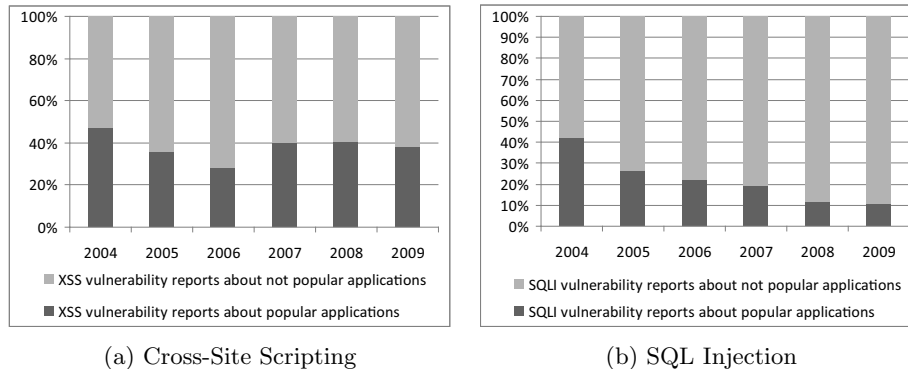 100%
80%
60%
40%
20%
0%
2004 2005 2006 2007 2008 2009
XSS vulnerability reports about not popular applications
XSS vulnerability reports about popular applications
(a) Cross-Site Scripting
100%
90%
80%
70%
60%
50%
40%
30%
20%
10%
0%
2004 2005 2006 2007 2008 2009
SQLI vulnerability reports about not popular applications
SQLI vulnerability reports about popular applications
(b) SQL Injection